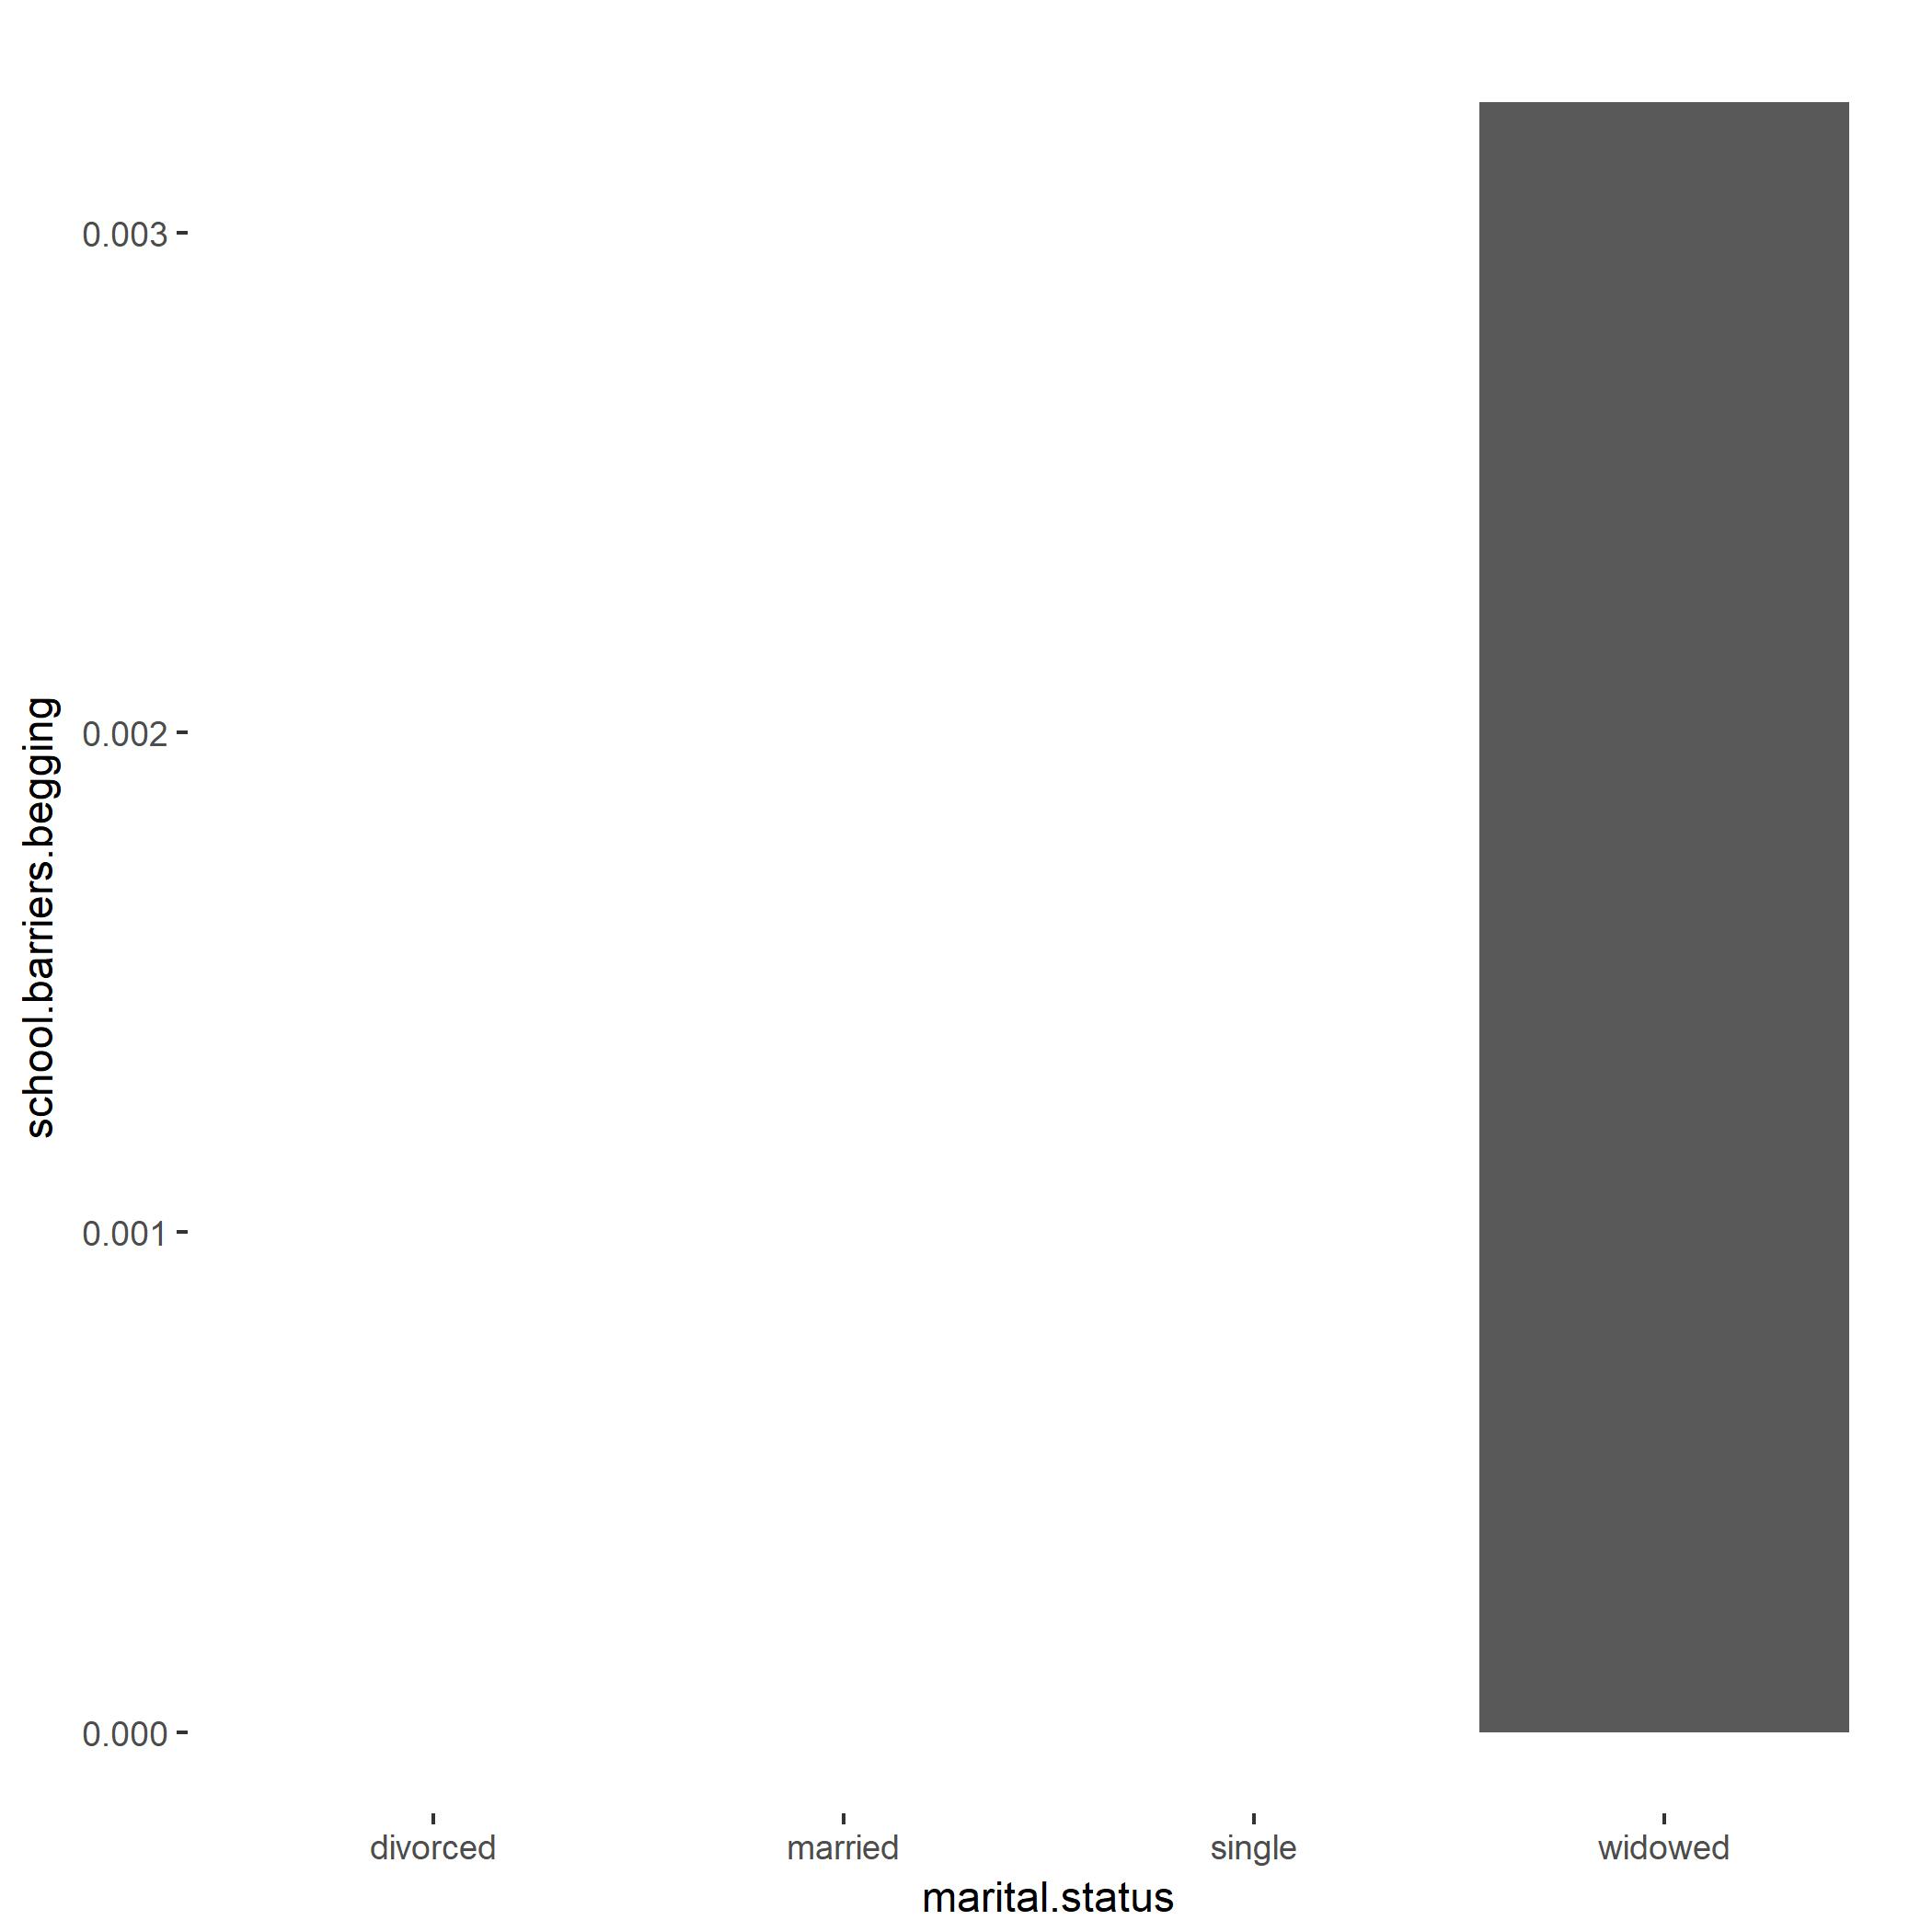 school.barriers.begging
0.003
0.002
0.001
0.000
divorced
married
single
widowed
marital.status